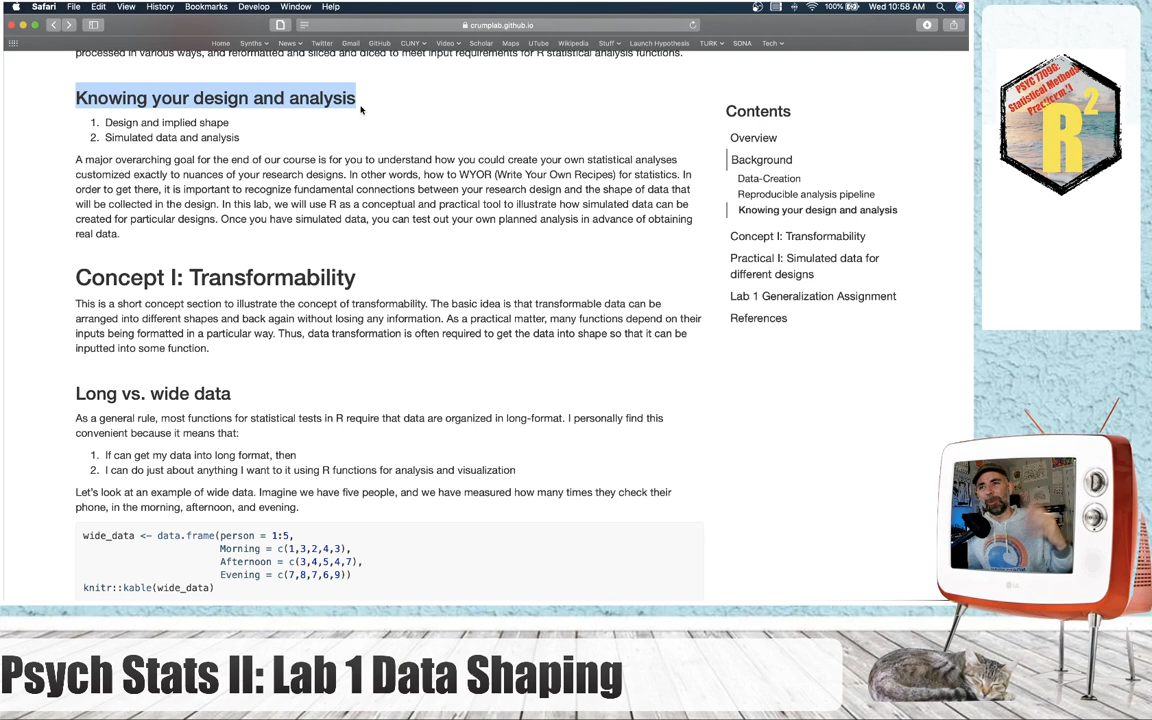 Safari File Edit View History Bookmarks Develop Window Help 100% Wed 10:58 AM
crumplab.github.io
Home Synths News Twitter Gmail GitHub CUNY Video Scholar Maps UTube Wikipedia Stuff Launch Hypothesis TURK SONA Tech
processed in various ways, and reformatted and sliced and diced to meet input requirements for R statistical analysis functions.
Knowing your design and analysis
1. Design and implied shape
2. Simulated data and analysis
A major overarching goal for the end of our course is for you to understand how you could create your own statistical analyses
customized exactly to nuances of your research designs. In other words, how to WYOR (Write Your Own Recipes) for statistics. In
order to get there, it is important to recognize fundamental connections between your research design and the shape of data that
will be collected in the design. In this lab, we will use R as a conceptual and practical tool to illustrate how simulated data can be
created for particular designs. Once you have simulated data, you can test out your own planned analysis in advance of obtaining
real data.
Concept I: Transformability
This is a short concept section to illustrate the concept of transformability. The basic idea is that transformable data can be
arranged into different shapes and back again without losing any information. As a practical matter, many functions depend on their
inputs being formatted in a particular way. Thus, data transformation is often required to get the data into shape so that it can be
inputted into some function.
Long vs. wide data
As a general rule, most functions for statistical tests in R require that data are organized in long-format. I personally find this
convenient because it means that:
1. If can get my data into long format, then
2. I can do just about anything I want to it using R functions for analysis and visualization
Let's look at an example of wide data. Imagine we have five people, and we have measured how many times they check their
phone, in the morning, afternoon, and evening.
wide_data <- data.frame(person = 1:5,
Morning = c(1,3,2,4,3),
Afternoon = c(3,4,5,4,7),
Evening = c(7,8,7,6,9))
knitr::kable(wide_data)
Contents
Overview
Background
Data-Creation
Reproducible analysis pipeline
Knowing your design and analysis
Concept I: Transformability
Practical I: Simulated data for
different designs
Lab 1 Generalization Assignment
References
PSYC 7709G:
Statistical Methods
Practicum I
R2
LG
Psych Stats II: Lab 1 Data Shaping